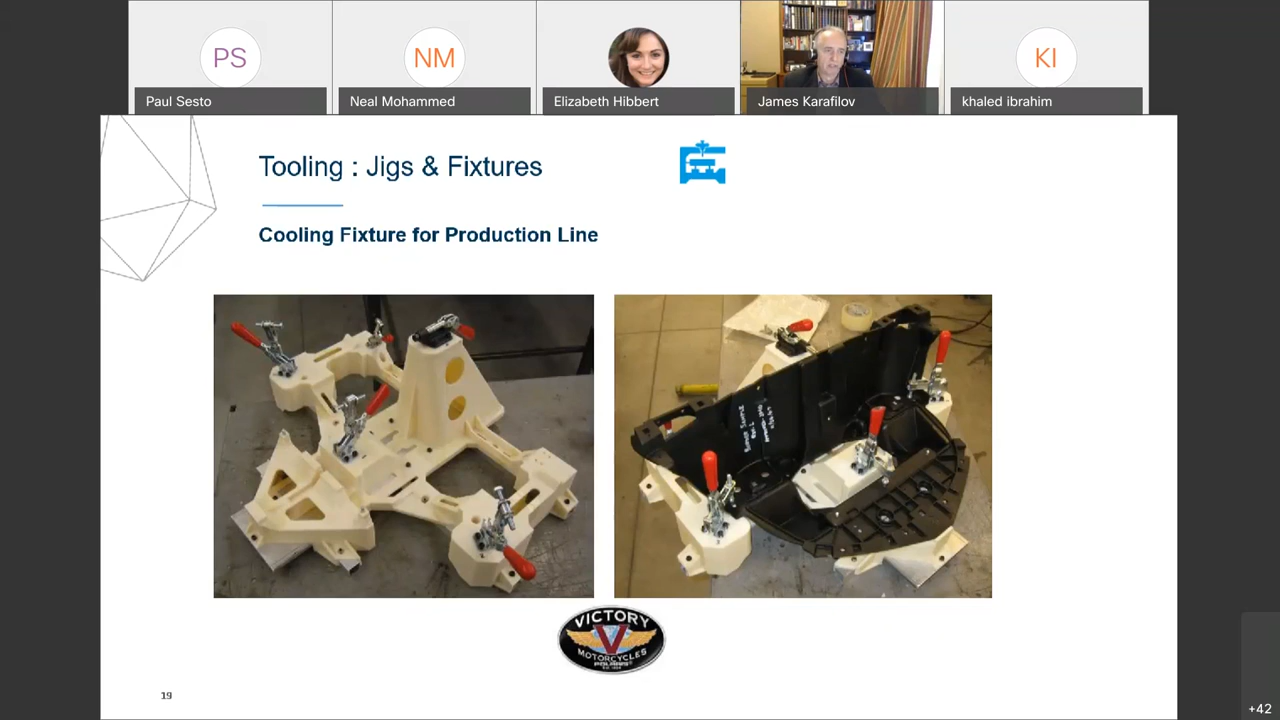 PS
NM
KI
Paul Sesto
Neal Mohammed
Elizabeth Hibbert
James Karafilov
khaled ibrahim
Tooling : Jigs & Fixtures
Cooling Fixture for Production Line
VICTORY
V
MOTORCYCLES
19
+42